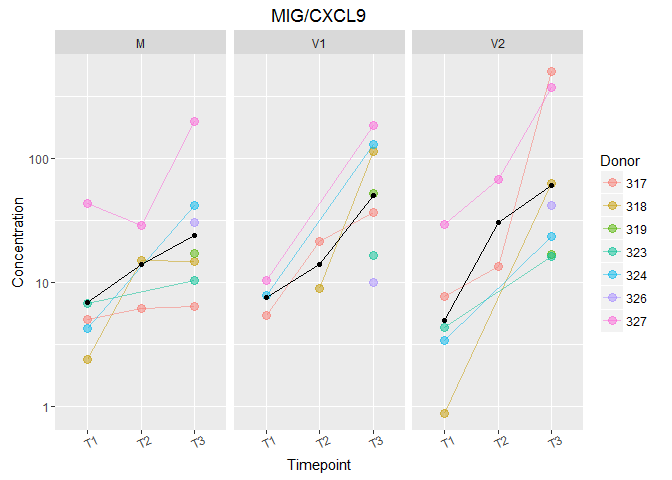 MIG/CXCL9
M V1 V2
Concentration
100
10
1
T1 T2 T3 T1 T2 T3 T1 T2 T3
Timepoint
Donor
317
318
319
323
324
326
327